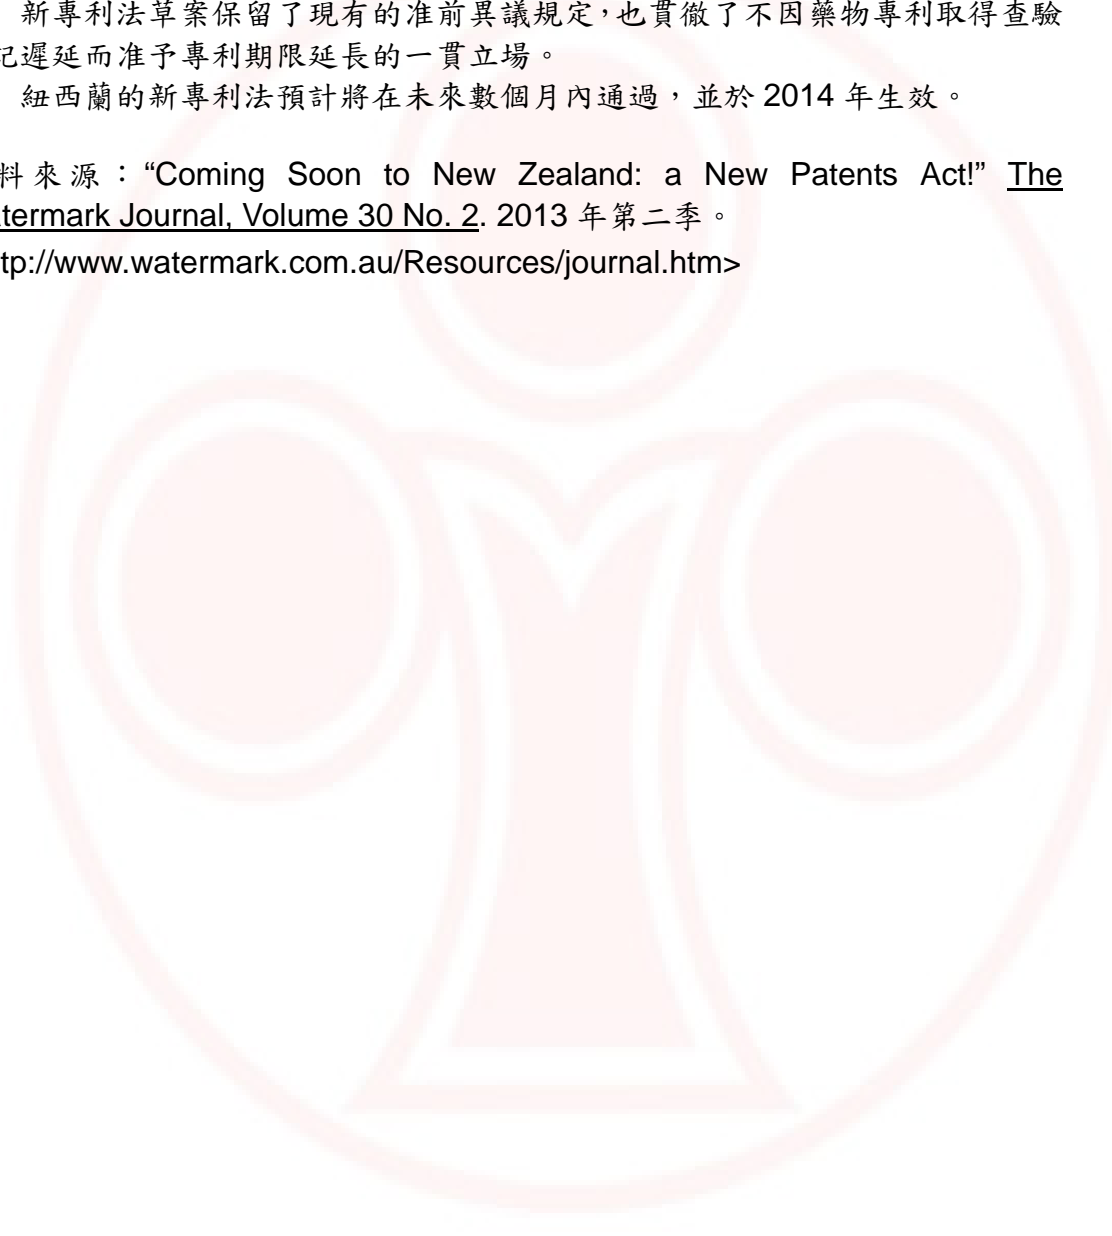 新專利法草案保留了現有的准前異議規定，也貫徹了不因藥物專利取得查驗
記遲延而准予專利期限延長的一貫立場。
紐西蘭的新專利法預計將在未來數個月內通過，並於 2014 年生效。
料來源：“Coming Soon to New Zealand: a New Patents Act!” The
termark Journal, Volume 30 No. 2. 2013 年第二季。
tp://www.watermark.com.au/Resources/journal.htm>